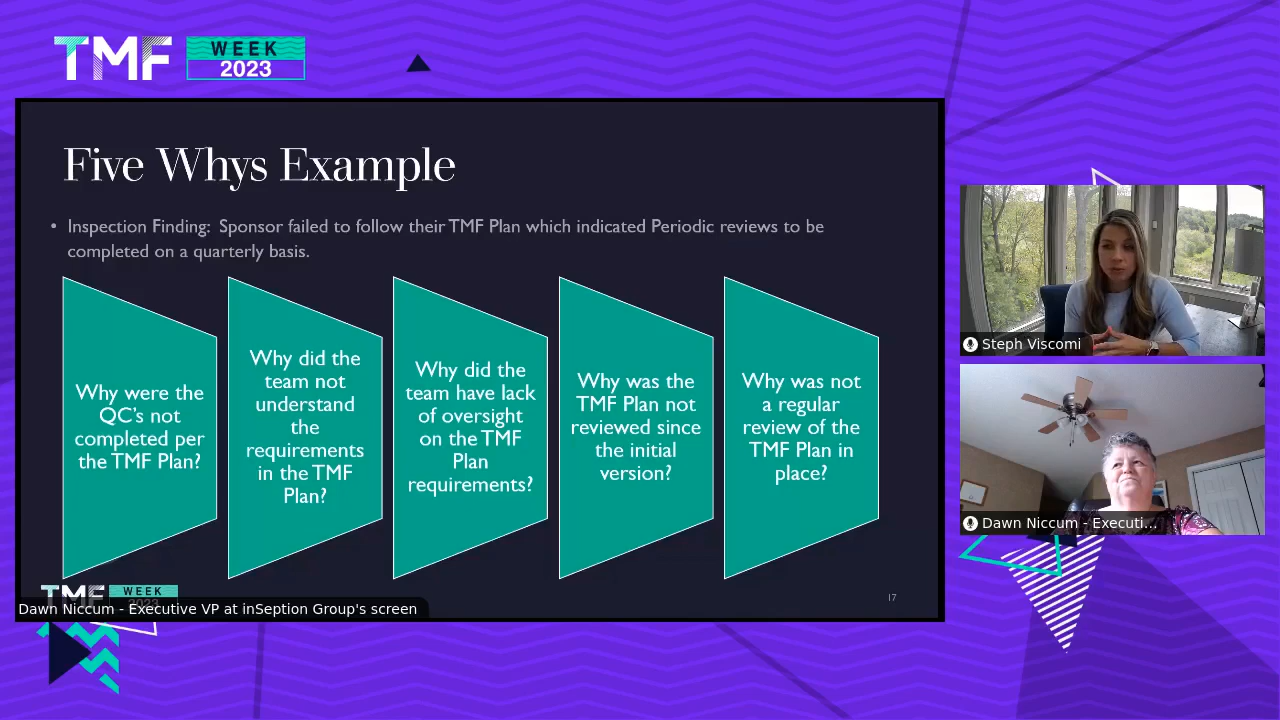 TMF WEEK
2023
Five Whys Example
• Inspection Finding: Sponsor failed to follow their TMF Plan which indicated Periodic reviews to be
completed on a quarterly basis.
Why were the
QC's not
completed per
the TMF Plan?
Why did the
team not
understand
the
requirements
in the TMF
Plan?
Why did the
team have lack
of oversight
on the TMF
Plan
requirements?
Why was the
TMF Plan not
reviewed since
the initial
version?
Why was not
a regular
review of the
TMF Plan in
place?
TMF WEEK
2023
17
Dawn Niccum - Executive VP at inSeption Group's screen
Steph Viscomi
Dawn Niccum - Executi...